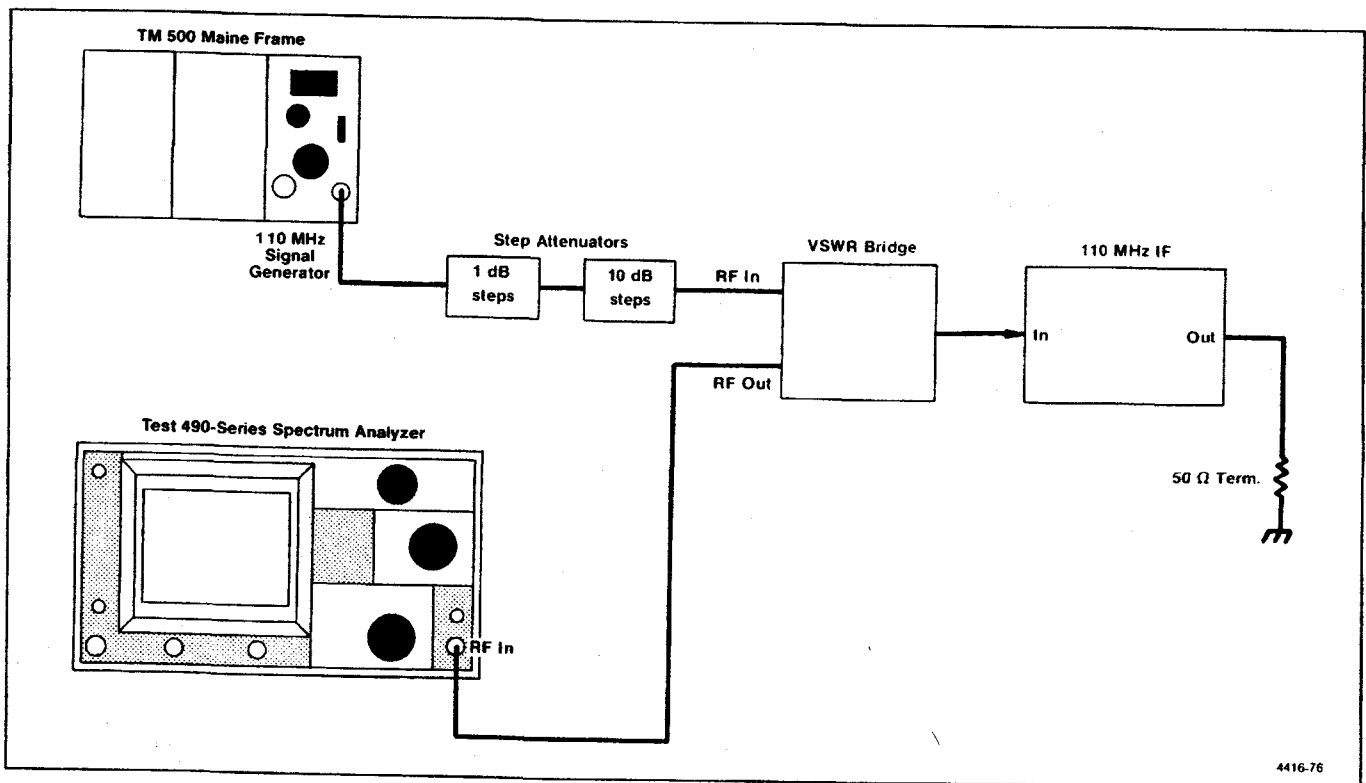 TM 500 Maine Frame
110 MHz
Signal
Generator
Step Attenuators
1 dB
steps
10 dB
steps
RF In
VSWR Bridge
110 MHz IF
In
Out
RF Out
50 Ω Term.
Test 490-Series Spectrum Analyzer
RF In
4416-76